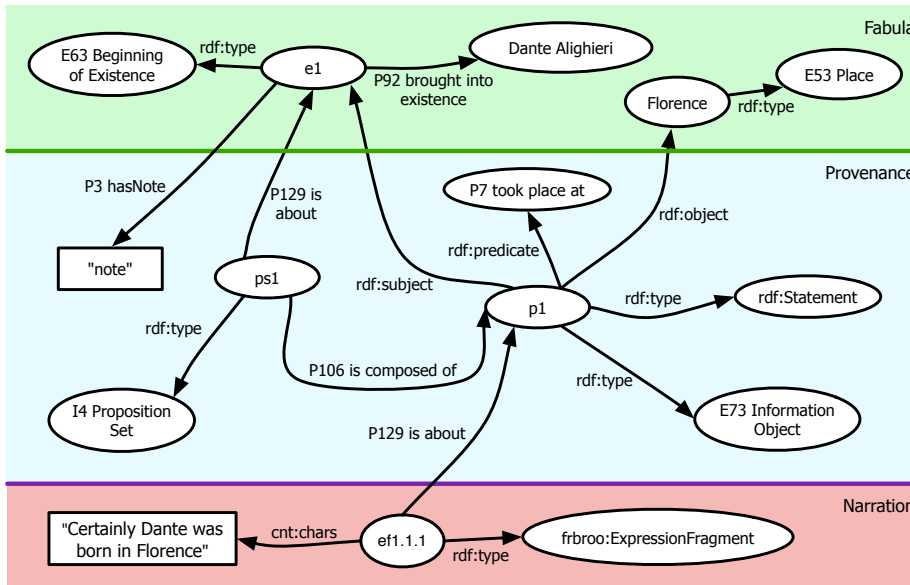 Fabula
E63 Beginning
of Existence
rdf:type
e1
P92 brought into
existence
Dante Alighieri
Florence
rdf:type
E53 Place
Provenance
P3 hasNote
"note"
P129 is
about
ps1
rdf:type
I4 Proposition
Set
P106 is composed of
rdf:subject
P7 took place at
rdf:predicate
rdf:object
p1
rdf:type
rdf:Statement
rdf:type
E73 Information
Object
P129 is about
Narration
"Certainly Dante was
born in Florence"
cnt:chars
ef1.1.1
rdf:type
frbroo:ExpressionFragment